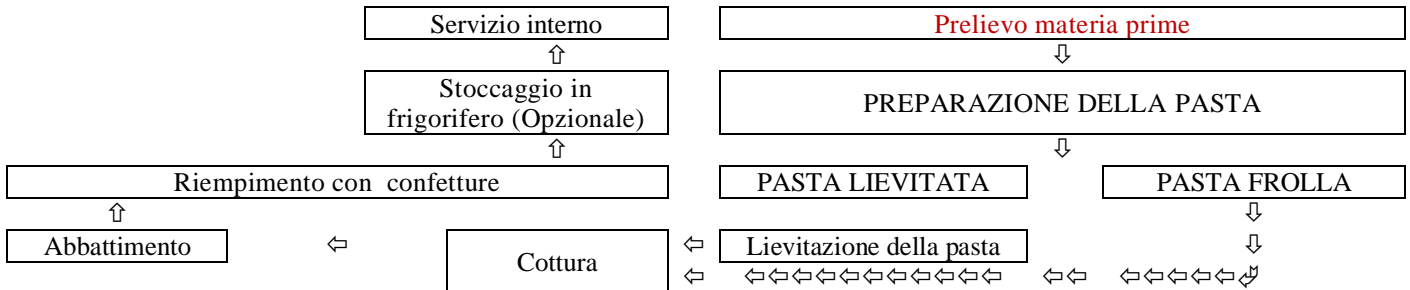 Servizio interno
Prelievo materia prime
Stoccaggio in
frigorifero (Opzionale)
PREPARAZIONE DELLA PASTA
Riempimento con confetture
PASTA LIEVITATA
PASTA FROLLA
Abbattimento
Cottura
Lievitazione della pasta